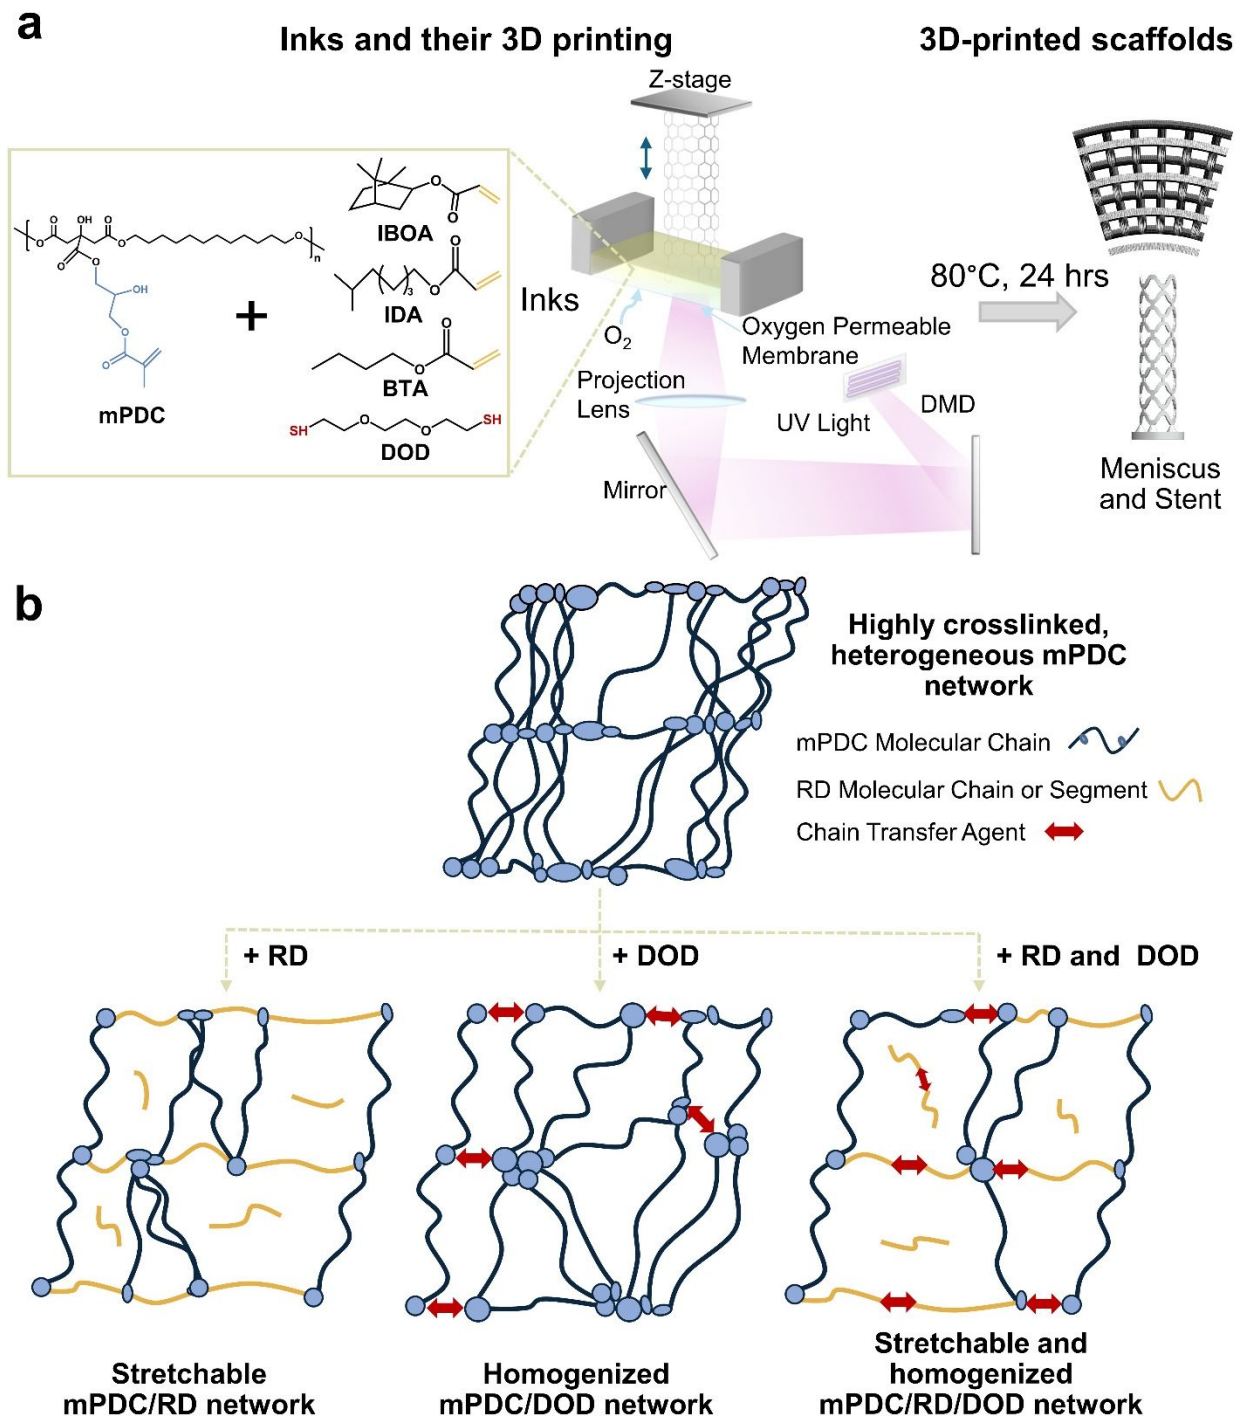 a
Inks and their 3D printing
3D-printed scaffolds
Z-stage
O
O
OH
O
O
O
O
n
O
O
OH
O
O
mPDC
+
O
O
IBOA
O
O
3
IDA
O
O
BTA
SH
O
O
SH
DOD
Inks
O2
Oxygen Permeable
Membrane
Projection
Lens
UV Light
DMD
Mirror
80°C, 24 hrs
Meniscus
and Stent
b
Highly crosslinked,
heterogeneous mPDC
network
mPDC Molecular Chain
RD Molecular Chain or Segment
Chain Transfer Agent
+ RD
+ DOD
+ RD and DOD
Stretchable
mPDC/RD network
Homogenized
mPDC/DOD network
Stretchable and
homogenized
mPDC/RD/DOD network